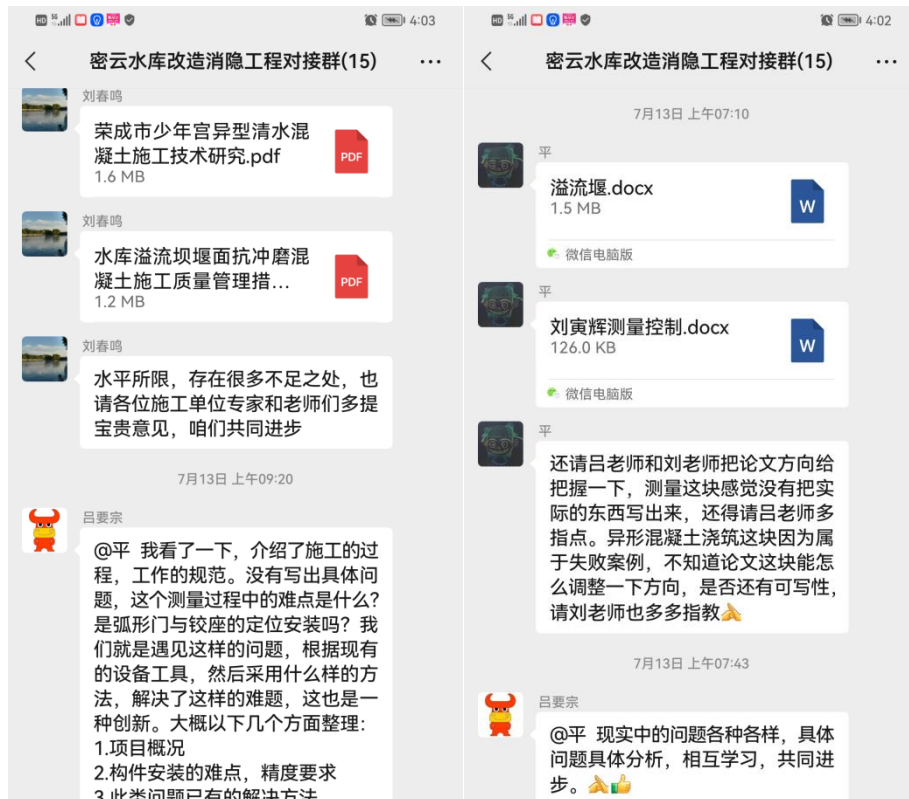 HD 5G 4:03
密云水库改造消隐工程对接群(15)
刘春鸣
荣成市少年宫异型清水混
凝土施工技术研究.pdf
1.6 MB
PDF
刘春鸣
水库溢流坝堰面抗冲磨混
凝土施工质量管理措...
1.2 MB
PDF
刘春鸣
水平所限，存在很多不足之处，也
请各位施工单位专家和老师们多提
宝贵意见，咱们共同进步
7月13日 上午09:20
吕要宗
@平 我看了一下，介绍了施工的过
程，工作的规范。没有写出具体问
题，这个测量过程中的难点是什么？
是弧形门与铰座的定位安装吗？我
们就是遇见这样的问题，根据现有
的设备工具，然后采用什么样的方
法，解决了这样的难题，这也是一
种创新。大概以下几个方面整理：
1.项目概况
2.构件安装的难点，精度要求
3.此类问题已有的解决方法
HD 5G 4:02
密云水库改造消隐工程对接群(15)
7月13日 上午07:10
平
溢流堰.docx
1.5 MB
W
微信电脑版
平
刘寅辉测量控制.docx
126.0 KB
W
微信电脑版
平
还请吕老师和刘老师把论文方向给
把握一下，测量这块感觉没有把实
际的东西写出来，还得请吕老师多
指点。异形混凝土浇筑这块因为属
于失败案例，不知道论文这块能怎
么调整一下方向，是否还有可写性，
请刘老师也多多指教
7月13日 上午07:43
吕要宗
@平 现实中的问题各种各样，具体
问题具体分析，相互学习，共同进
步。